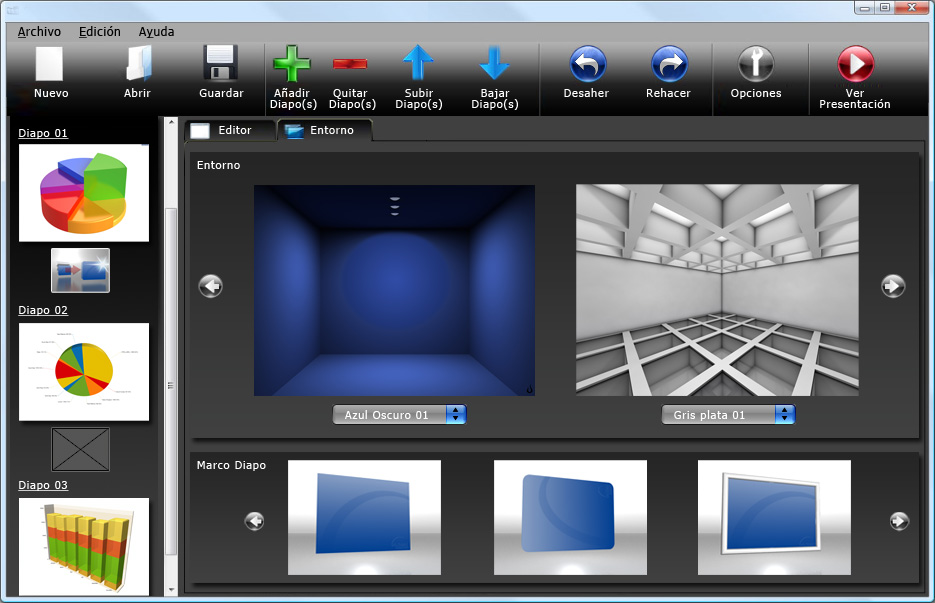 Archivo Edición Ayuda
Nuevo Abrir Guardar Añadir Diapo(s) Quitar Diapo(s) Subir Diapo(s) Bajar Diapo(s) Desaher Rehacer Opciones Ver Presentación
Diapo 01
Editor Entorno
Entorno
Diapo 02
Azul Oscuro 01 Gris plata 01
Marco Diapo
Diapo 03